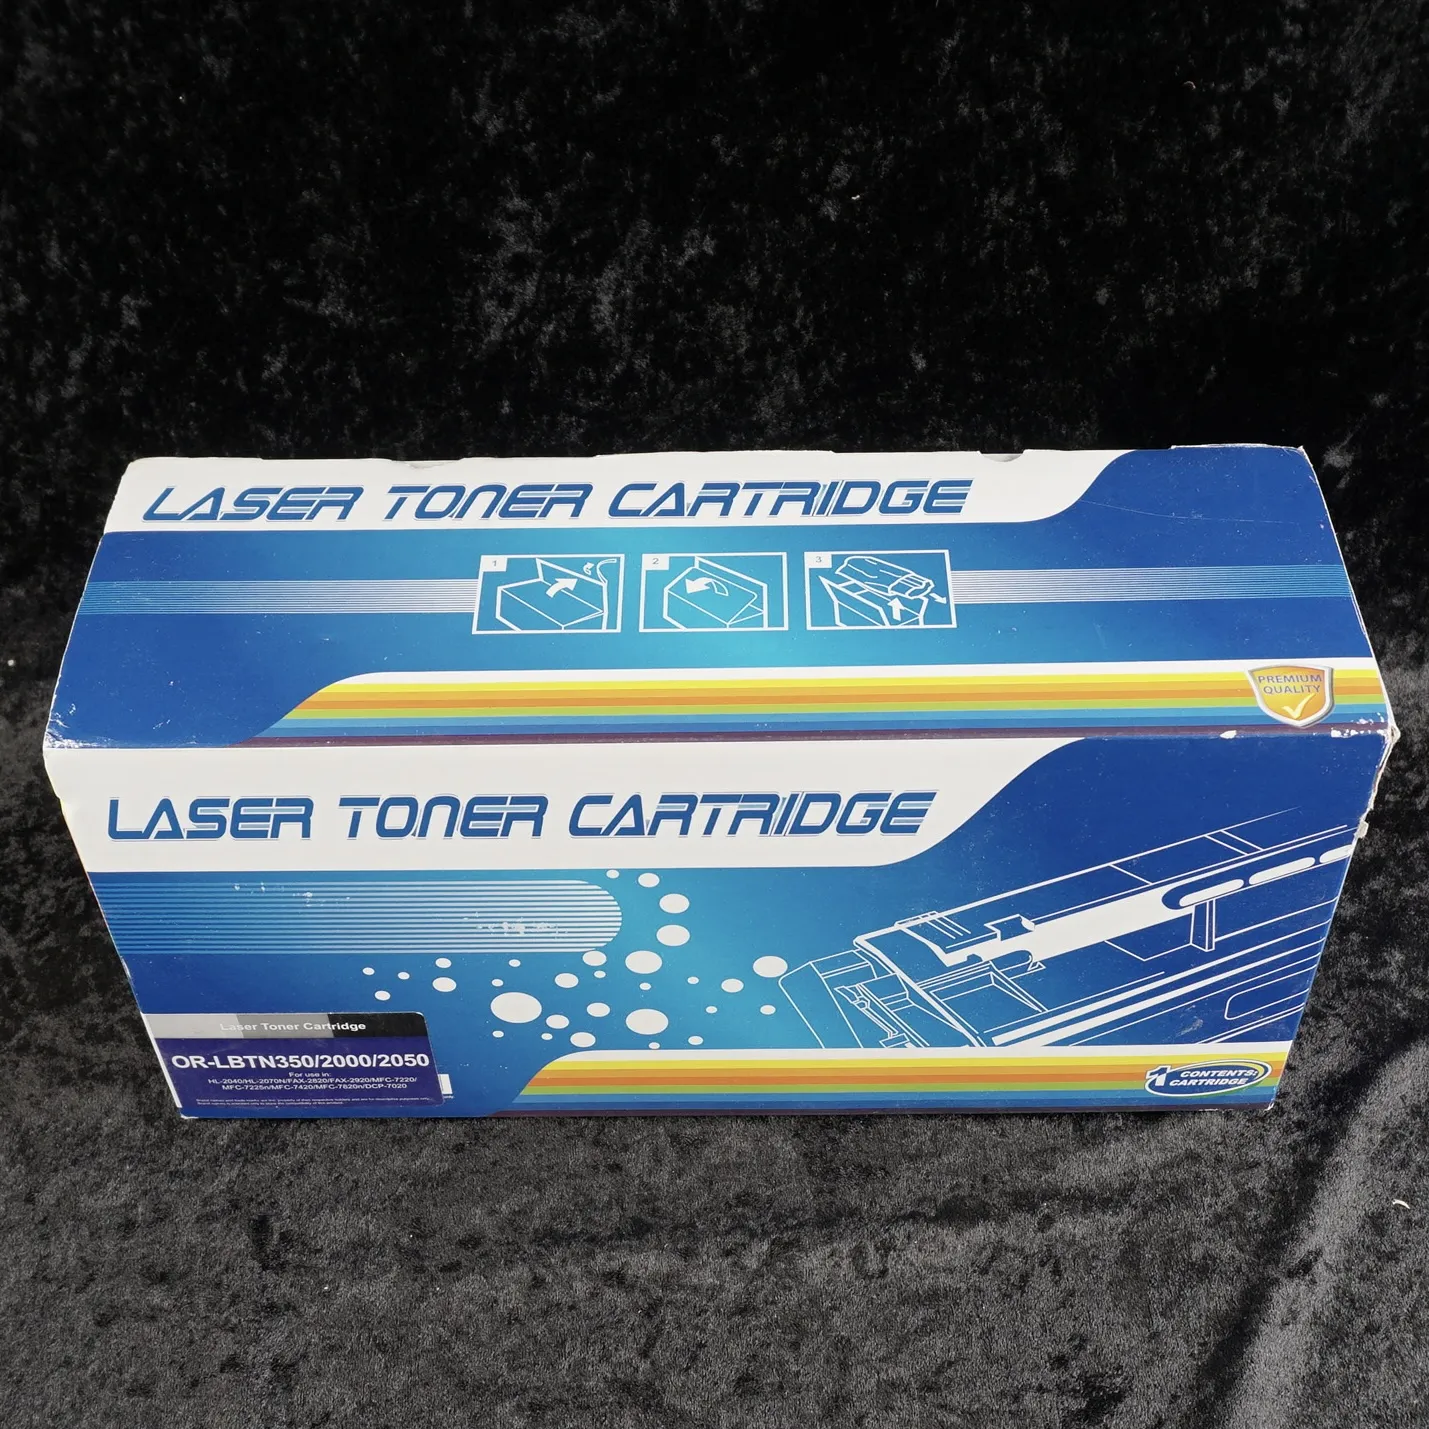 LASER TONER CARTRIDGE
1
2
3
PREMIUM
QUALITY
LASER TONER CARTRIDGE
Laser Toner Cartridge
OR-LBTN350/2000/2050
For use in:
HL-2040/HL-2070N/FAX-2820/FAX-2920/MFC-7220/
MFC-7225n/MFC-7420/MFC-7820n/DCP-7020
1 CONTENTS:
CARTRIDGE